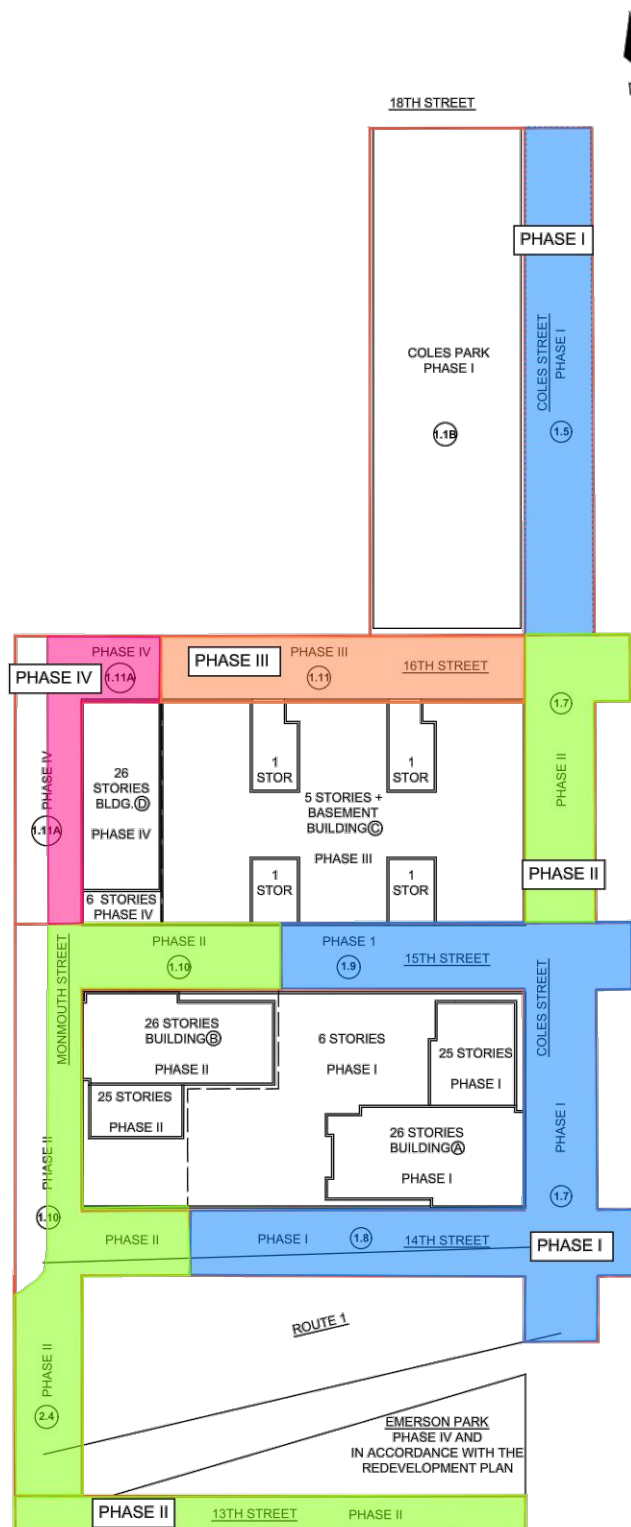 18TH STREET
PHASE I
COLES PARK
PHASE I
1.1B
COLES STREET
PHASE I
1.5
PHASE IV
PHASE IV
1.11A
PHASE III
PHASE III
1.11
16TH STREET
1.7
PHASE II
PHASE IV
1.11A
26
STORIES
BLDG. D
PHASE IV
6 STORIES
PHASE IV
1
STOR
1
STOR
5 STORIES +
BASEMENT
BUILDING C
PHASE III
1
STOR
1
STOR
PHASE II
PHASE II
1.10
PHASE 1
1.9
15TH STREET
MONMOUTH STREET
COLES STREET
26 STORIES
BUILDING B
PHASE II
25 STORIES
PHASE II
6 STORIES
PHASE I
25 STORIES
PHASE I
26 STORIES
BUILDING A
PHASE I
PHASE I
1.7
PHASE II
1.10
PHASE II
PHASE I
1.8
14TH STREET
PHASE I
ROUTE 1
PHASE II
2.4
EMERSON PARK
PHASE IV AND
IN ACCORDANCE WITH THE
REDEVELOPMENT PLAN
PHASE II
13TH STREET
PHASE II